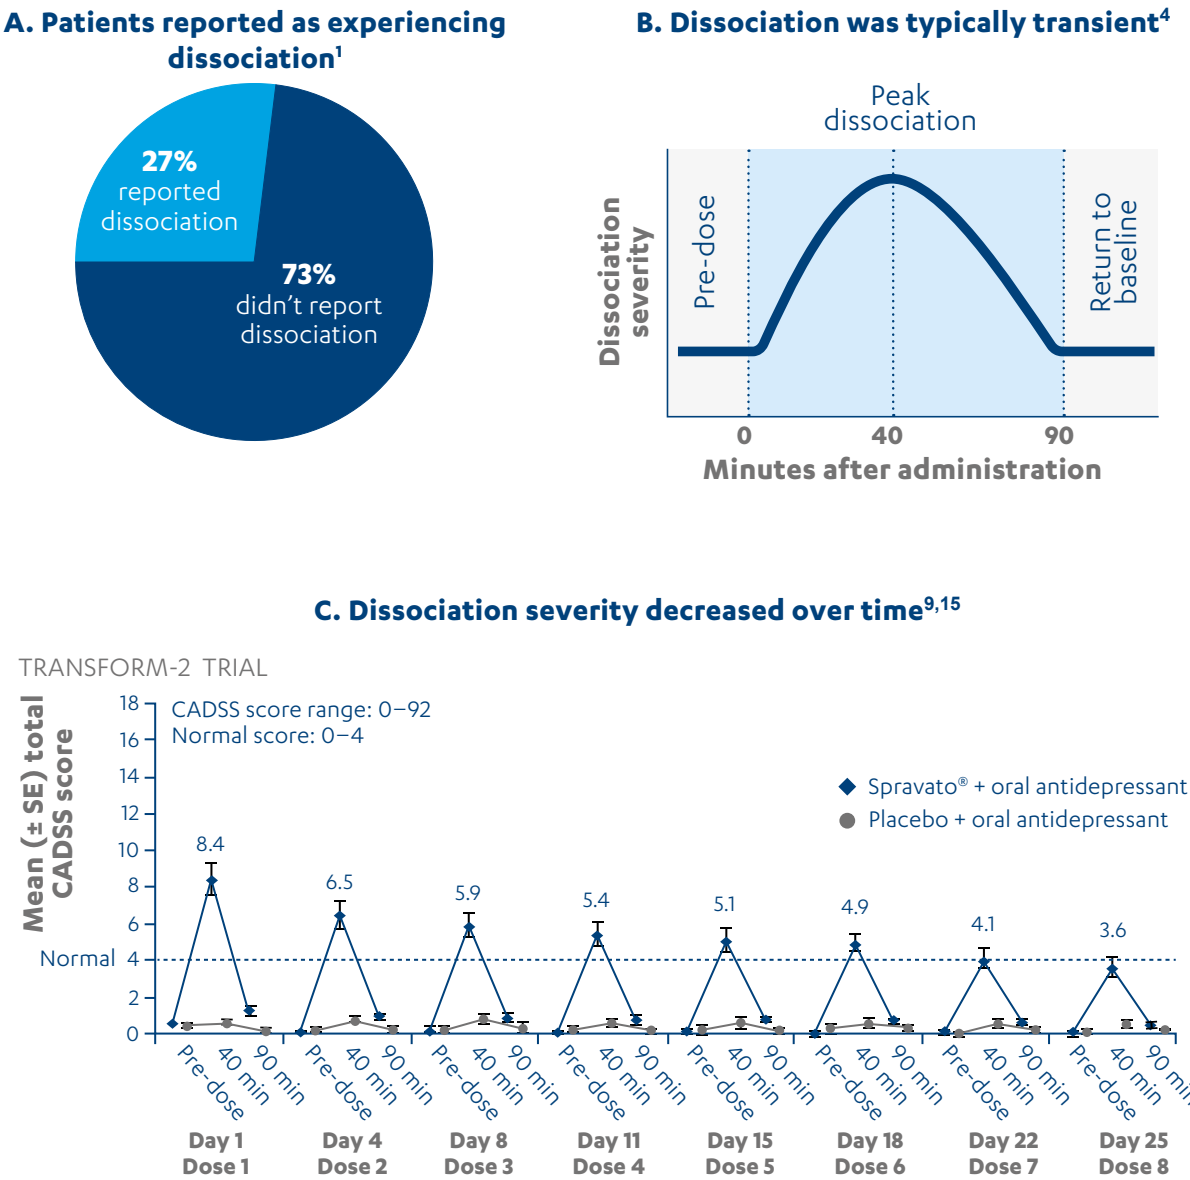 A. Patients reported as experiencing
dissociation¹
27%
reported
dissociation
73%
didn’t report
dissociation
B. Dissociation was typically transient⁴
Peak
dissociation
Dissociation
severity
Pre-dose
Return to
baseline
0 40 90
Minutes after administration
C. Dissociation severity decreased over time⁹,¹⁵
TRANSFORM-2 TRIAL
Mean (± SE) total
CADSS score
CADSS score range: 0–92
Normal score: 0–4
18
16
14
12
10
8
6
Normal 4
2
0
Spravato® + oral antidepressant
Placebo + oral antidepressant
8.4 6.5 5.9 5.4 5.1 4.9 4.1 3.6
Pre-dose 40 min 90 min Pre-dose 40 min 90 min Pre-dose 40 min 90 min Pre-dose 40 min 90 min Pre-dose 40 min 90 min Pre-dose 40 min 90 min Pre-dose 40 min 90 min Pre-dose 40 min 90 min
Day 1 Day 4 Day 8 Day 11 Day 15 Day 18 Day 22 Day 25
Dose 1 Dose 2 Dose 3 Dose 4 Dose 5 Dose 6 Dose 7 Dose 8